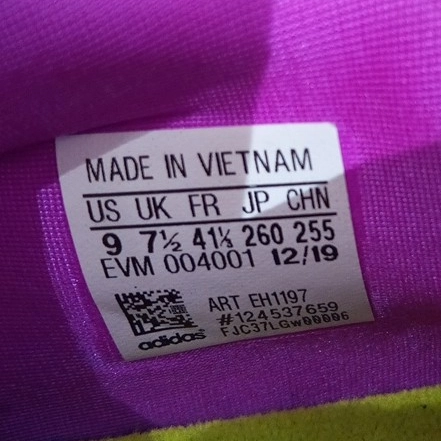 MADE IN VIETNAM
US UK FR JP CHN
9 7½ 41⅓ 260 255
EVM 004001 12/19
ART EH1197
#124537659
FJC37LGw00006
adidas